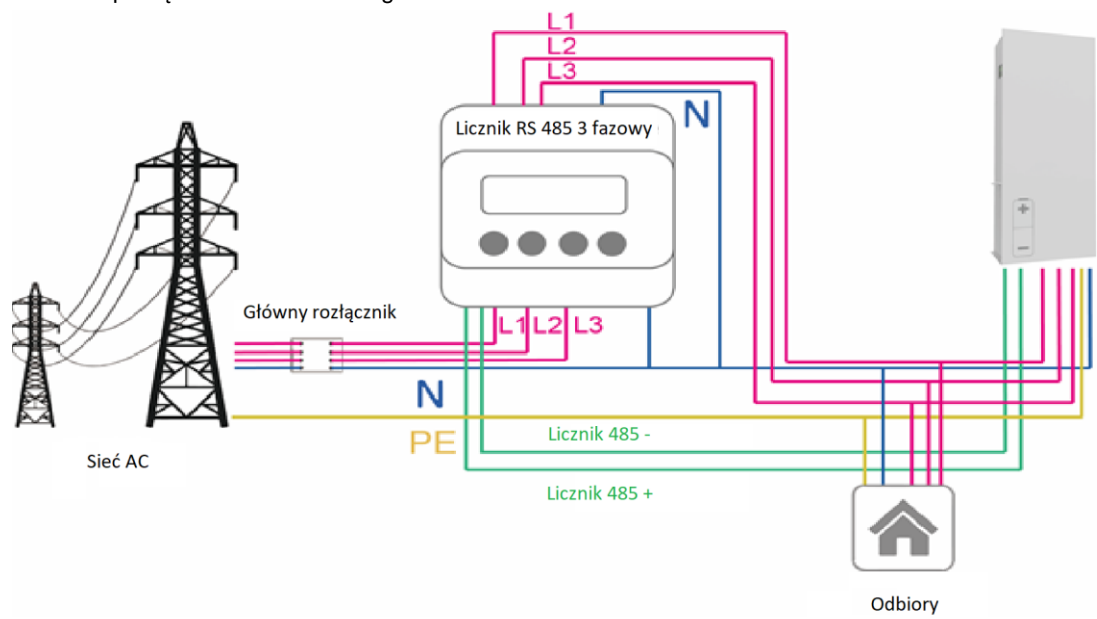 L1
L2
L3
N
Licznik RS 485 3 fazowy
Główny rozłącznik
L1 L2 L3
N
PE
Licznik 485 -
Sieć AC
Licznik 485 +
Odbiory